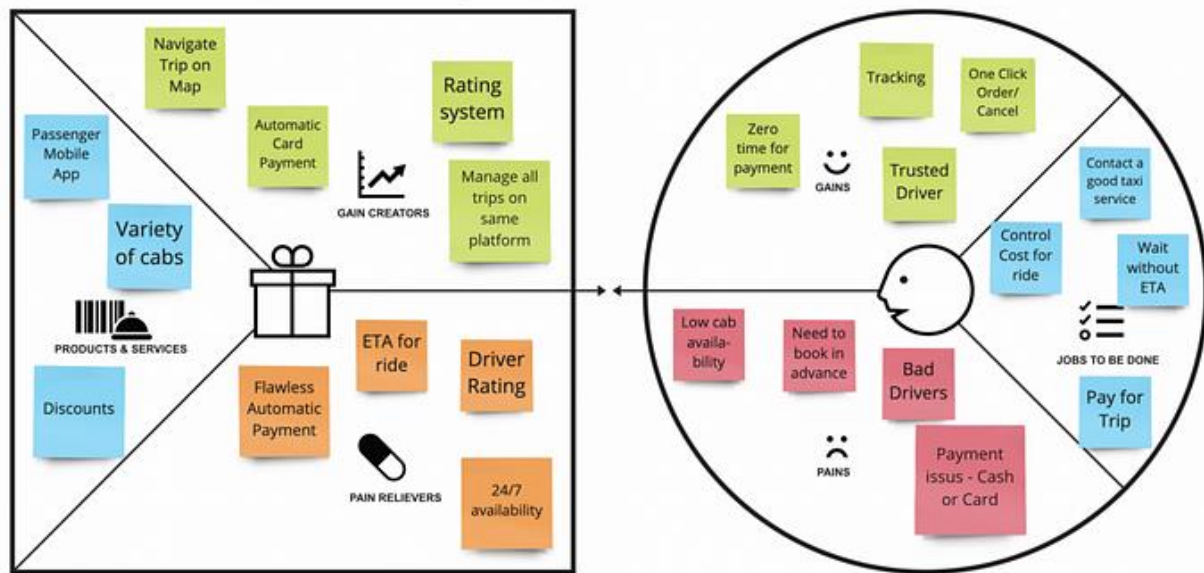 Navigate
Trip on
Map
Rating
system
Passenger
Mobile
App
Automatic
Card
Payment
Manage all
trips on
same
platform
GAIN CREATORS
Variety
of cabs
PRODUCTS & SERVICES
Discounts
ETA for
ride
Driver
Rating
Flawless
Automatic
Payment
PAIN RELIEVERS
24/7
availability
Tracking
One Click
Order/
Cancel
Zero
time for
payment
GAINS
Trusted
Driver
Contact a
good taxi
service
Control
Cost for
ride
Wait
without
ETA
JOBS TO BE DONE
Pay for
Trip
Low cab
availa-
bility
Need to
book in
advance
Bad
Drivers
PAINS
Payment
issus - Cash
or Card